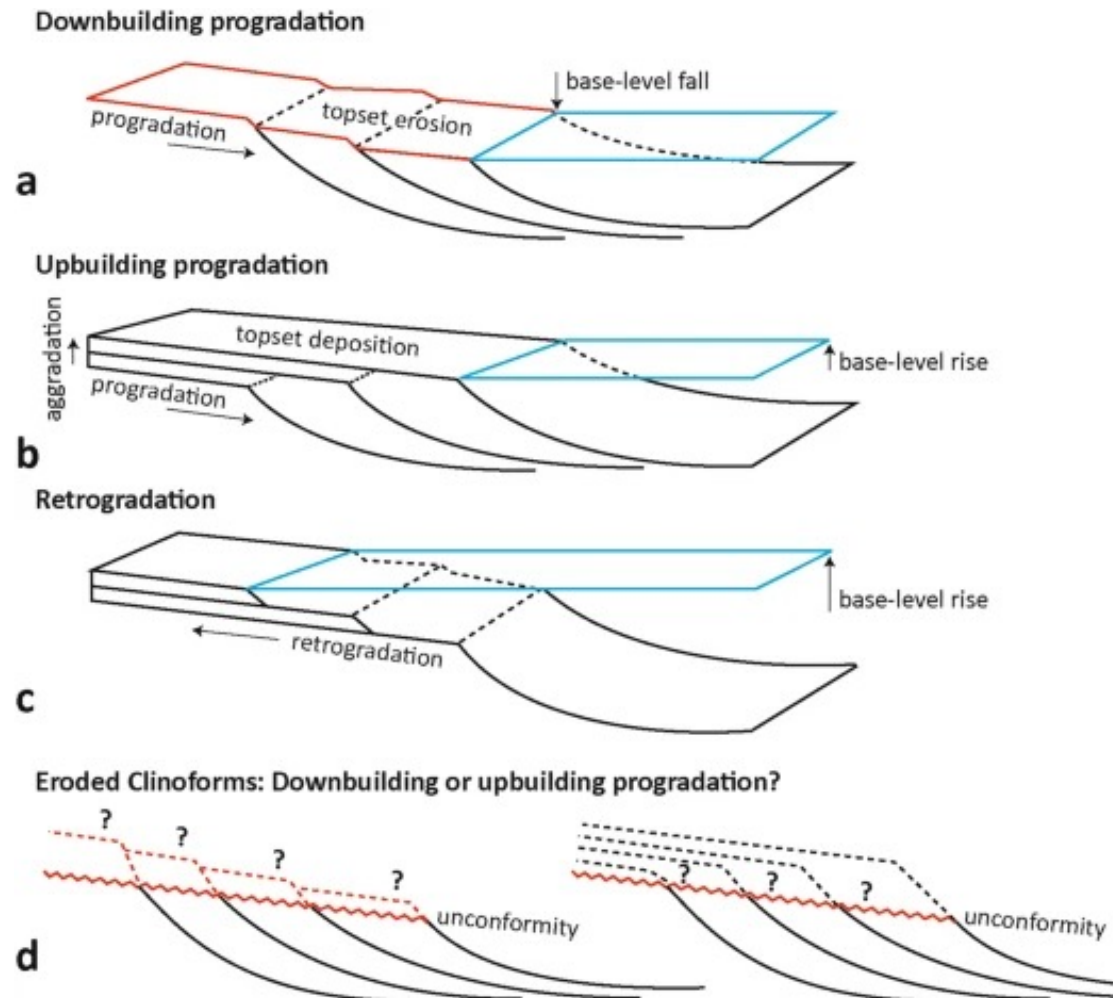 Downbuilding progradation
base-level fall
topset erosion
progradation
a
Upbuilding progradation
aggradation
topset deposition
base-level rise
progradation
b
Retrogradation
base-level rise
retrogradation
c
Eroded Clinoforms: Downbuilding or upbuilding progradation?
? ? ? ?
? ? ?
unconformity
unconformity
d